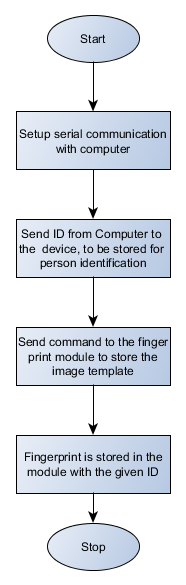 Start
Setup serial communication
with computer
Send ID from Computer to
the device, to be stored for
person identification
Send command to the finger
print module to store the
image template
Fingerprint is stored in the
module with the given ID
Stop